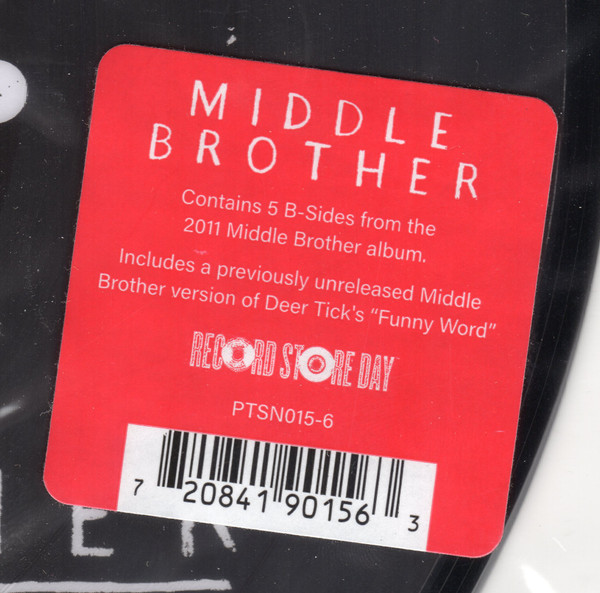 MIDDLE
BROTHER
Contains 5 B-Sides from the
2011 Middle Brother album.
Includes a previously unreleased Middle
Brother version of Deer Tick's “Funny Word”
RECORD STORE DAY
PTSN015-6
7 20841 90156 3
ER